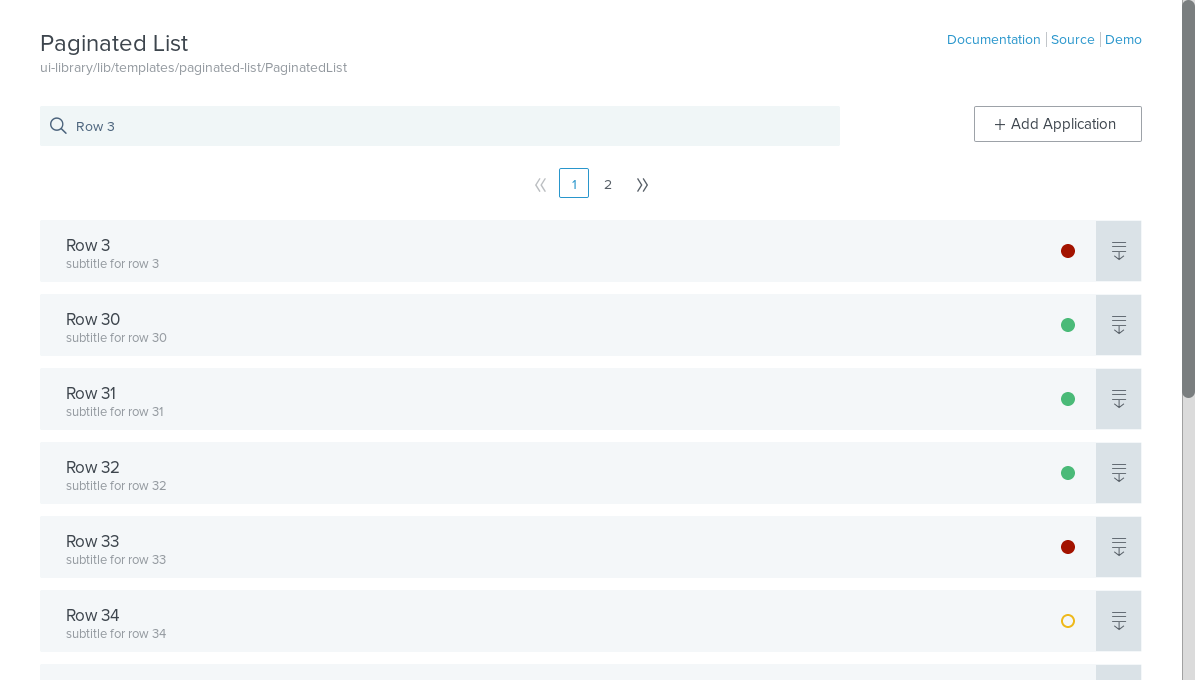 Paginated List
Documentation Source Demo
ui-library/lib/templates/paginated-list/PaginatedList
Row 3
+ Add Application
1 2
Row 3
subtitle for row 3
Row 30
subtitle for row 30
Row 31
subtitle for row 31
Row 32
subtitle for row 32
Row 33
subtitle for row 33
Row 34
subtitle for row 34